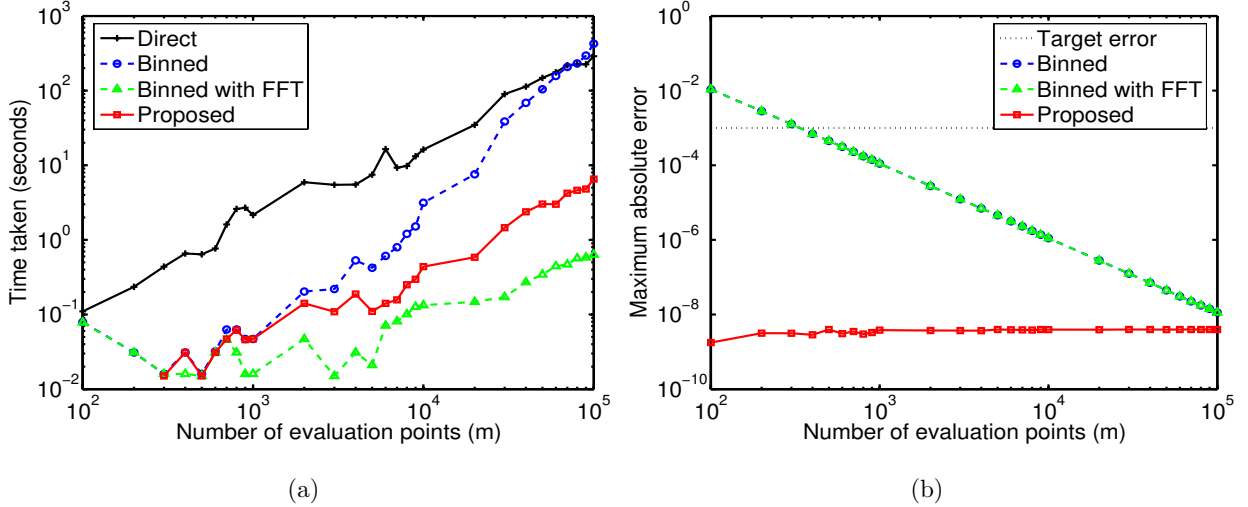 Direct
Binned
Binned with FFT
Proposed
10^3
10^2
10^1
10^0
10^−1
10^−2
Time taken (seconds)
10^2
10^3
10^4
10^5
Number of evaluation points (m)
(a)
Target error
Binned
Binned with FFT
Proposed
10^−2
10^−4
10^−6
10^−8
10^−10
Maximum absolute error
10^2
10^3
10^4
10^5
Number of evaluation points (m)
(b)